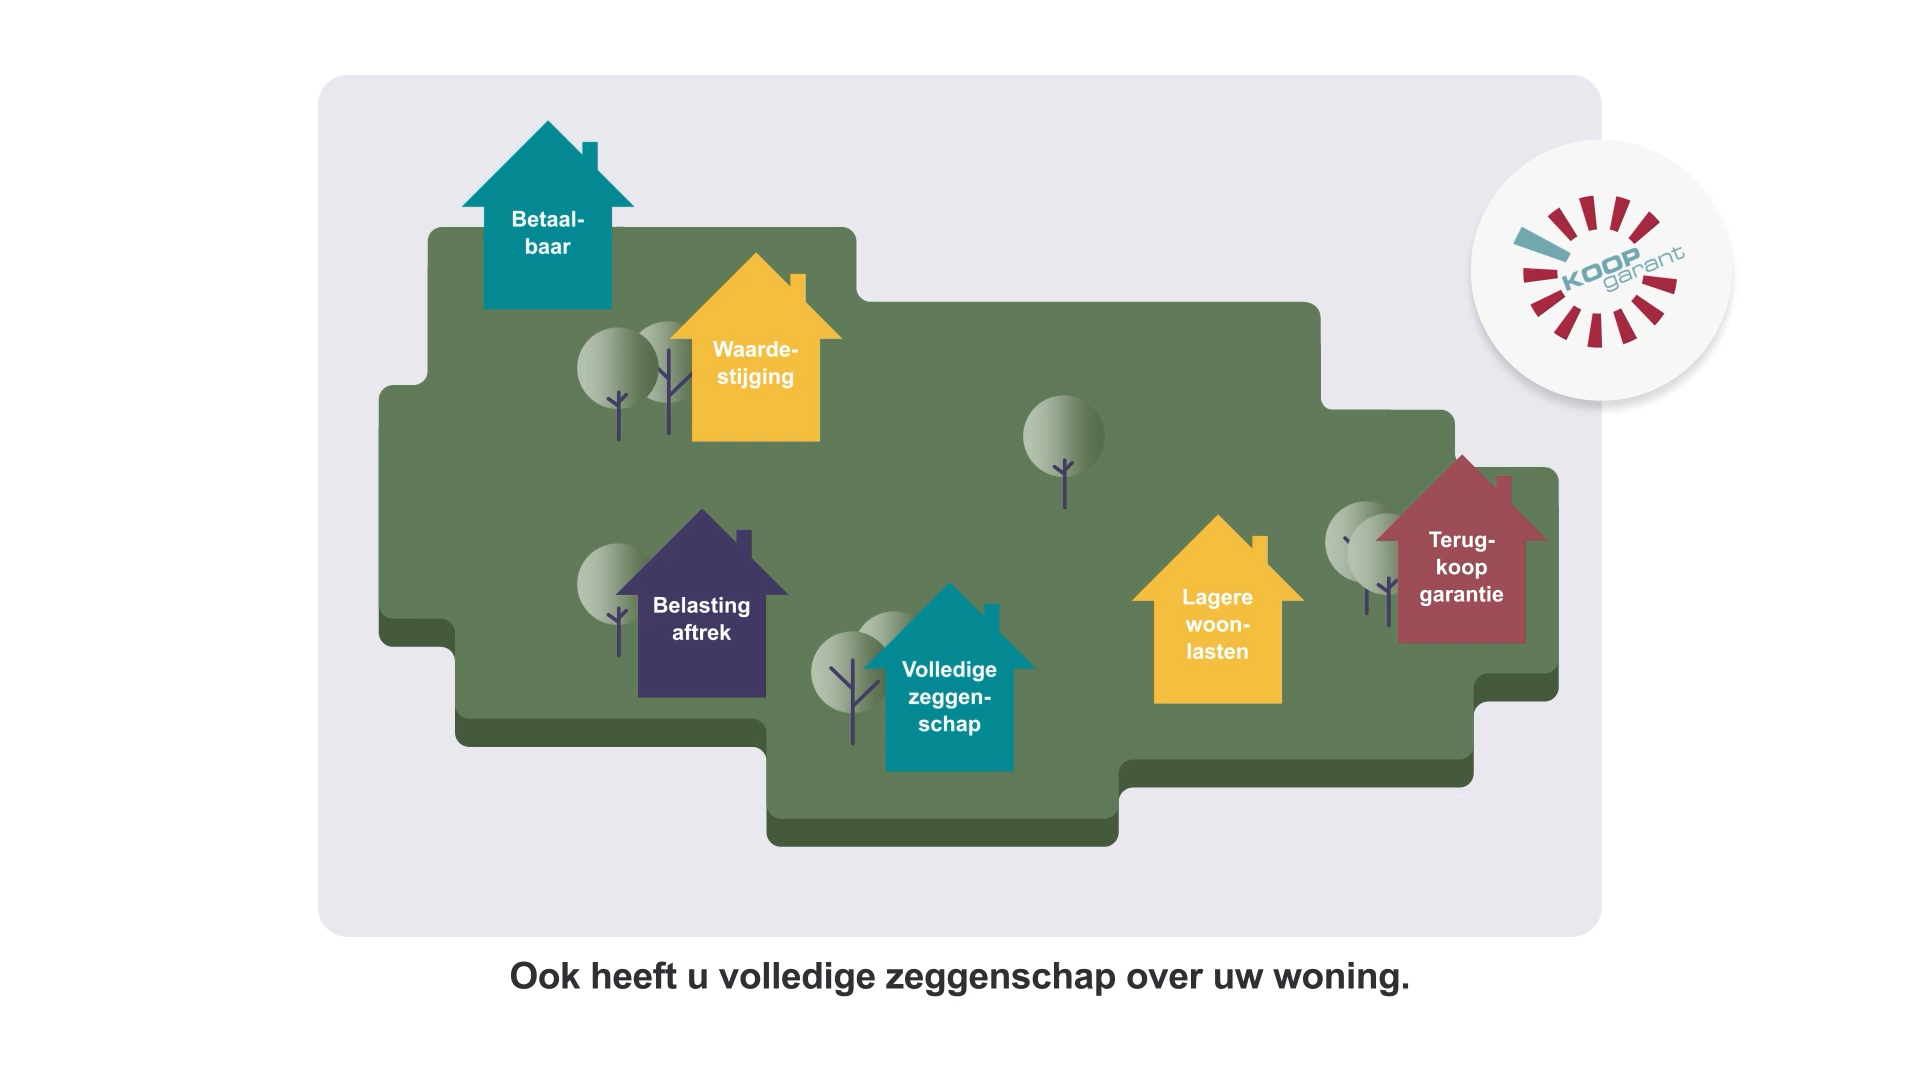 Betaal-
baar
Waarde-
stijging
KOOP
garant
Terug-
koop
garantie
Belasting
aftrek
Lagere
woon-
lasten
Volledige
zeggen-
schap
Ook heeft u volledige zeggenschap over uw woning.